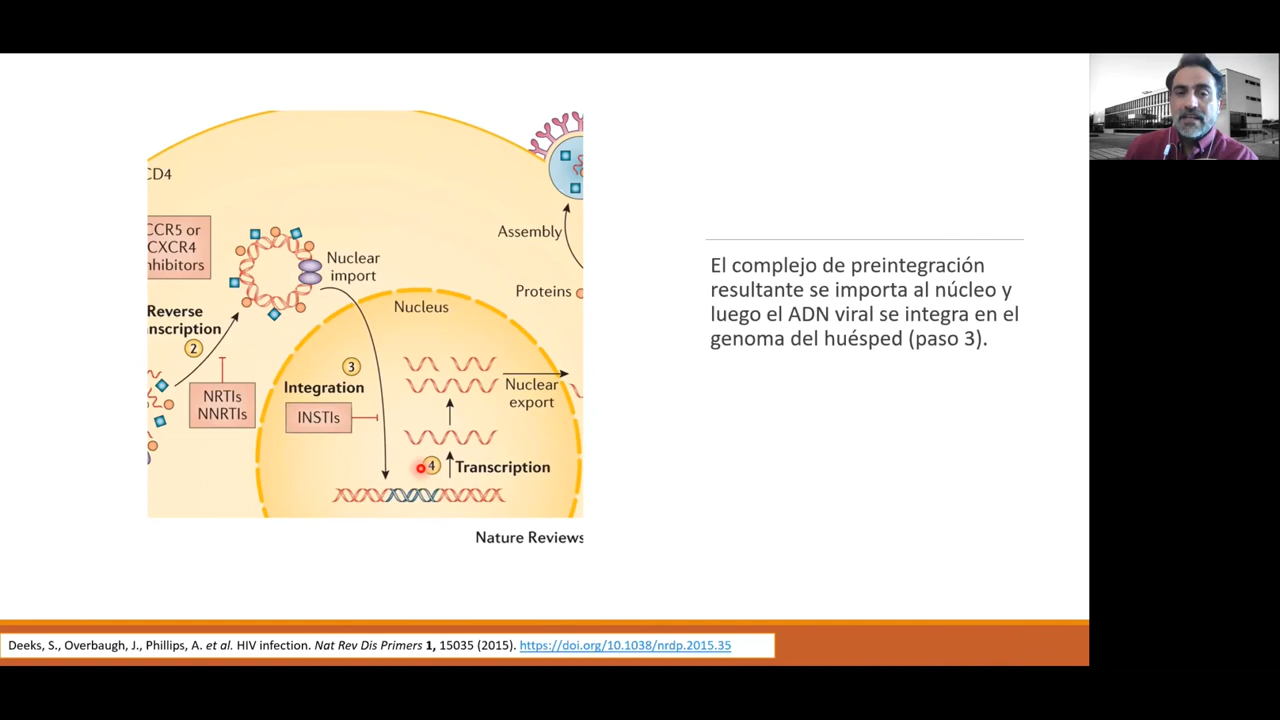 CD4
CCR5 or
CXCR4
nhibitors
Nuclear
import
Reverse
nscription
2
NRTIs
NNRTIs
Nucleus
3
Integration
INSTIs
Assembly
Proteins
Nuclear
export
4
Transcription
Nature Reviews
El complejo de preintegración
resultante se importa al núcleo y
luego el ADN viral se integra en el
genoma del huésped (paso 3).
Deeks, S., Overbaugh, J., Phillips, A. et al. HIV infection. Nat Rev Dis Primers 1, 15035 (2015). https://doi.org/10.1038/nrdp.2015.35